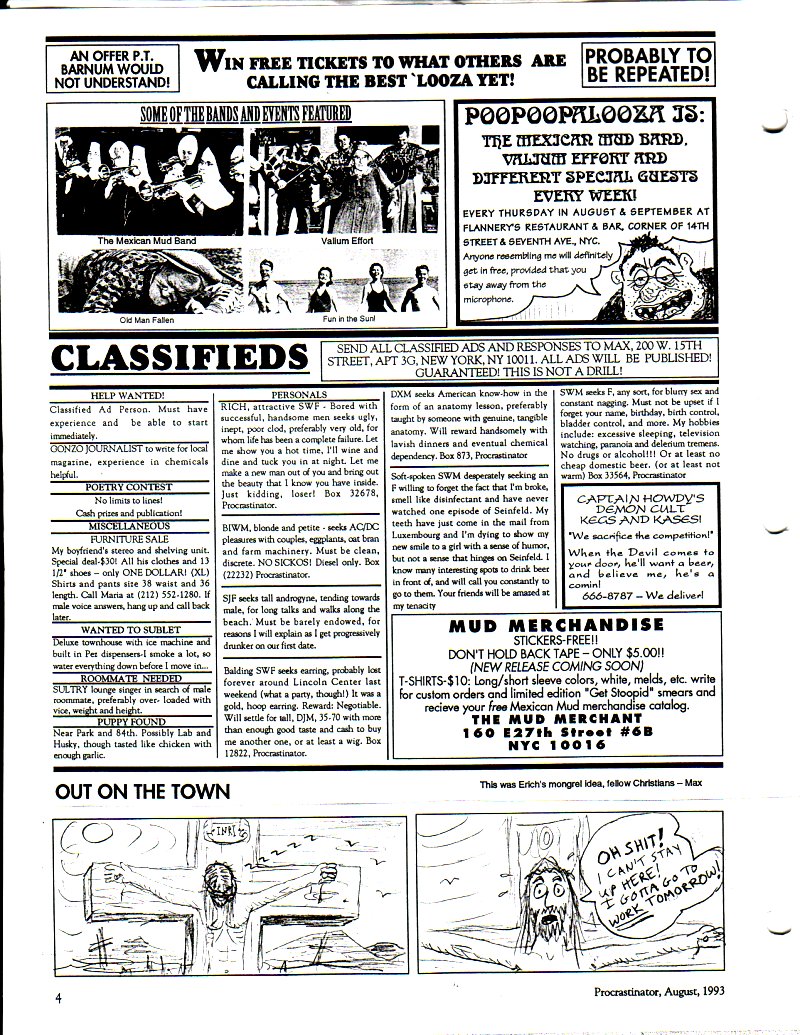 AN OFFER P.T.
BARNUM WOULD
NOT UNDERSTAND!
WIN FREE TICKETS TO WHAT OTHERS ARE
CALLING THE BEST `LOOZA YET!
PROBABLY TO
BE REPEATED!
SOME OF THE BANDS AND EVENTS FEATURED
The Mexican Mud Band
Valium Effort
Old Man Fallen
Fun in the Sun!
POOPOOPALOOZA IS:
THE MEXICAN MUD BAND,
VALIUM EFFORT AND
DIFFERENT SPECIAL GUESTS
EVERY WEEK!
EVERY THURSDAY IN AUGUST & SEPTEMBER AT
FLANNERY'S RESTAURANT & BAR, CORNER OF 14TH
STREET & SEVENTH AVE., NYC.
Anyone resembling me will definitely
get in free, provided that you
stay away from the
microphone.
CLASSIFIEDS
SEND ALL CLASSIFIED ADS AND RESPONSES TO MAX, 200 W. 15TH
STREET, APT 3G, NEW YORK, NY 10011. ALL ADS WILL BE PUBLISHED!
GUARANTEED! THIS IS NOT A DRILL!
HELP WANTED!
Classified Ad Person. Must have
experience and be able to start
immediately.
GONZO JOURNALIST to write for local
magazine, experience in chemicals
helpful.
POETRY CONTEST
No limits to lines!
Cash prizes and publication!
MISCELLANEOUS
FURNITURE SALE
My boyfriend's stereo and shelving unit.
Special deal-$30! All his clothes and 13
1/2" shoes – only ONE DOLLAR! (XL)
Shirts and pants size 38 waist and 36
length. Call Maria at (212) 552-1280. If
male voice answers, hang up and call back
later.
WANTED TO SUBLET
Deluxe townhouse with ice machine and
built in Pez dispensers-I smoke a lot, so
water everything down before I move in...
ROOMMATE NEEDED
SULTRY lounge singer in search of male
roommate, preferably over- loaded with
vice, weight and height.
PUPPY FOUND
Near Park and 84th. Possibly Lab and
Husky, though tasted like chicken with
enough garlic.
PERSONALS
RICH, attractive SWF - Bored with
successful, handsome men seeks ugly,
inept, poor clod, preferably very old, for
whom life has been a complete failure. Let
me show you a hot time, I'll wine and
dine and tuck you in at night. Let me
make a new man out of you and bring out
the beauty that I know you have inside.
Just kidding, loser! Box 32678,
Procrastinator.
BIWM, blonde and petite - seeks AC/DC
pleasures with couples, eggplants, oat bran
and farm machinery. Must be clean,
discrete. NO SICKOS! Diesel only. Box
(22232) Procrastinator.
SJF seeks tall androgyne, tending towards
male, for long talks and walks along the
beach. Must be barely endowed, for
reasons I will explain as I get progressively
drunker on our first date.
Balding SWF seeks earring, probably lost
forever around Lincoln Center last
weekend (what a party, though!) It was a
gold, hoop earring. Reward: Negotiable.
Will settle for tall, DJM, 35-70 with more
than enough good taste and cash to buy
me another one, or at least a wig. Box
12822, Procrastinator.
DXM seeks American know-how in the
form of an anatomy lesson, preferably
taught by someone with genuine, tangible
anatomy. Will reward handsomely with
lavish dinners and eventual chemical
dependency. Box 873, Procrastinator
Soft-spoken SWM desperately seeking an
F willing to forget the fact that I'm broke,
smell like disinfectant and have never
watched one episode of Seinfeld. My
teeth have just come in the mail from
Luxembourg and I'm dying to show my
new smile to a girl with a sense of humor,
but not a sense that hinges on Seinfeld. I
know many interesting spots to drink beer
in front of, and will call you constantly to
go to them. Your friends will be amazed at
my tenacity
SWM seeks F, any sort, for blurry sex and
constant nagging. Must not be upset if I
forget your name, birthday, birth control,
bladder control, and more. My hobbies
include: excessive sleeping, television
watching, paranoia and delerium tremens.
No drugs or alcohol!!! Or at least no
cheap domestic beer. (or at least not
warm) Box 33564, Procrastinator
CAPTAIN HOWDY'S
DEMON CULT
KEGS AND KASES!
"We sacrifice the competition!"
When the Devil comes to
your door, he'll want a beer,
and believe me, he's a
comin!
666-8787 – We deliver!
MUD MERCHANDISE
STICKERS-FREE!!
DON'T HOLD BACK TAPE – ONLY $5.00!!
(NEW RELEASE COMING SOON)
T-SHIRTS-$10: Long/short sleeve colors, white, melds, etc. write
for custom orders and limited edition "Get Stoopid" smears and
recieve your free Mexican Mud merchandise catalog.
THE MUD MERCHANT
160 E27th Street #6B
NYC 10016
OUT ON THE TOWN
This was Erich's mongrel idea, fellow Christians – Max
INRI
OH SHIT!
I CAN'T STAY
UP HERE!
I GOTTA GO TO
WORK TOMORROW!
4
Procrastinator, August, 1993